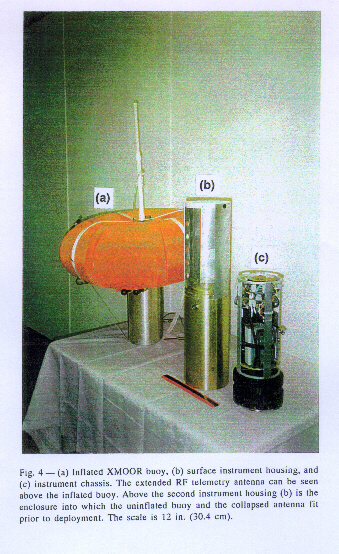 (a)
(b)
(c)
Fig. 4 — (a) Inflated XMOOR buoy, (b) surface instrument housing, and
(c) instrument chassis. The extended RF telemetry antenna can be seen
above the inflated buoy. Above the second instrument housing (b) is the
enclosure into which the uninflated buoy and the collapsed antenna fit
prior to deployment. The scale is 12 in. (30.4 cm).